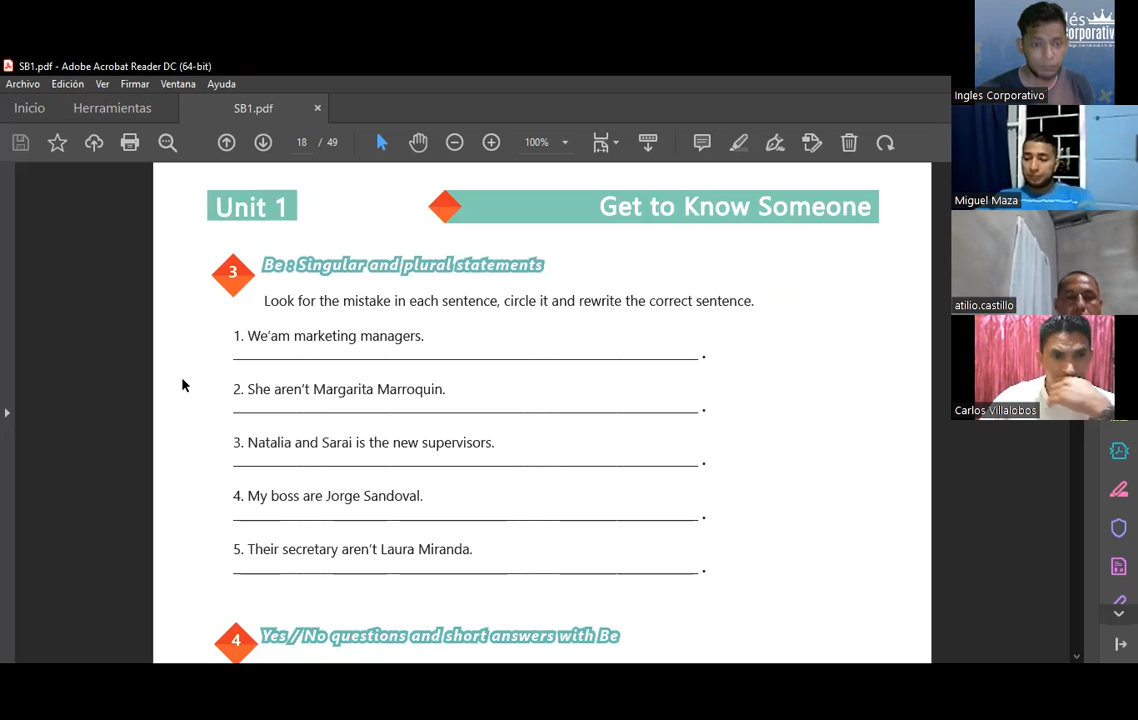 SB1.pdf - Adobe Acrobat Reader DC (64-bit)
Archivo Edición Ver Firmar Ventana Ayuda
Inicio Herramientas SB1.pdf ×
18 / 49 100%
Unit 1
Get to Know Someone
3 Be : Singular and plural statements
Look for the mistake in each sentence, circle it and rewrite the correct sentence.
1. We'am marketing managers.
.
2. She aren't Margarita Marroquin.
.
3. Natalia and Sarai is the new supervisors.
.
4. My boss are Jorge Sandoval.
.
5. Their secretary aren't Laura Miranda.
.
4 Yes / No questions and short answers with Be
és
orporativ
Ingles Corporativo
Miguel Maza
atilio.castillo
Carlos Villalobos